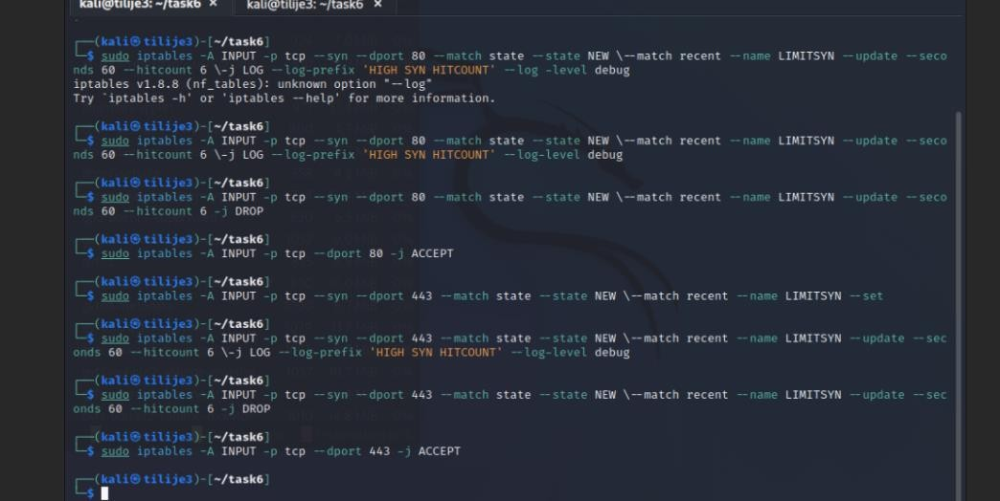 kali@tilije3: ~/task6 × kali@tilije3: ~/task6 ×
┌──(kali㉿tilije3)-[~/task6]
└─$ sudo iptables -A INPUT -p tcp --syn --dport 80 --match state --state NEW \--match recent --name LIMITSYN --update --seco
nds 60 --hitcount 6 \-j LOG --log-prefix 'HIGH SYN HITCOUNT' --log -level debug
iptables v1.8.8 (nf_tables): unknown option "--log"
Try `iptables -h' or 'iptables --help' for more information.
┌──(kali㉿tilije3)-[~/task6]
└─$ sudo iptables -A INPUT -p tcp --syn --dport 80 --match state --state NEW \--match recent --name LIMITSYN --update --seco
nds 60 --hitcount 6 \-j LOG --log-prefix 'HIGH SYN HITCOUNT' --log-level debug
┌──(kali㉿tilije3)-[~/task6]
└─$ sudo iptables -A INPUT -p tcp --syn --dport 80 --match state --state NEW \--match recent --name LIMITSYN --update --seco
nds 60 --hitcount 6 -j DROP
┌──(kali㉿tilije3)-[~/task6]
└─$ sudo iptables -A INPUT -p tcp --dport 80 -j ACCEPT
┌──(kali㉿tilije3)-[~/task6]
└─$ sudo iptables -A INPUT -p tcp --syn --dport 443 --match state --state NEW \--match recent --name LIMITSYN --set
┌──(kali㉿tilije3)-[~/task6]
└─$ sudo iptables -A INPUT -p tcp --syn --dport 443 --match state --state NEW \--match recent --name LIMITSYN --update --sec
onds 60 --hitcount 6 \-j LOG --log-prefix 'HIGH SYN HITCOUNT' --log-level debug
┌──(kali㉿tilije3)-[~/task6]
└─$ sudo iptables -A INPUT -p tcp --syn --dport 443 --match state --state NEW \--match recent --name LIMITSYN --update --sec
onds 60 --hitcount 6 -j DROP
┌──(kali㉿tilije3)-[~/task6]
└─$ sudo iptables -A INPUT -p tcp --dport 443 -j ACCEPT
┌──(kali㉿tilije3)-[~/task6]
└─$